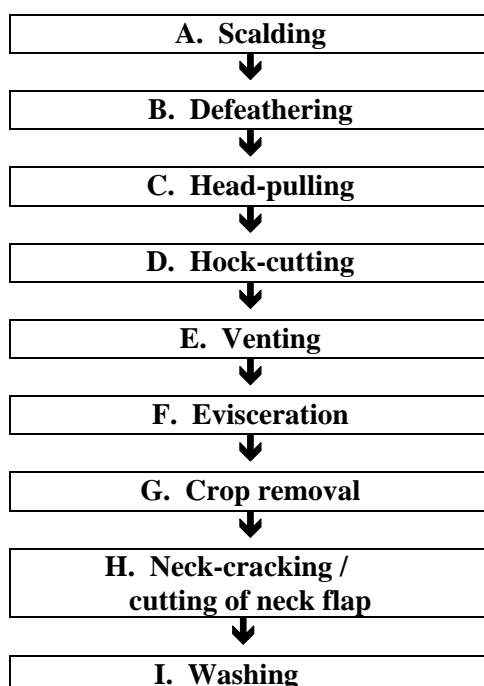 A. Scalding
B. Defeathering
C. Head-pulling
D. Hock-cutting
E. Venting
F. Evisceration
G. Crop removal
H. Neck-cracking /
cutting of neck flap
I. Washing